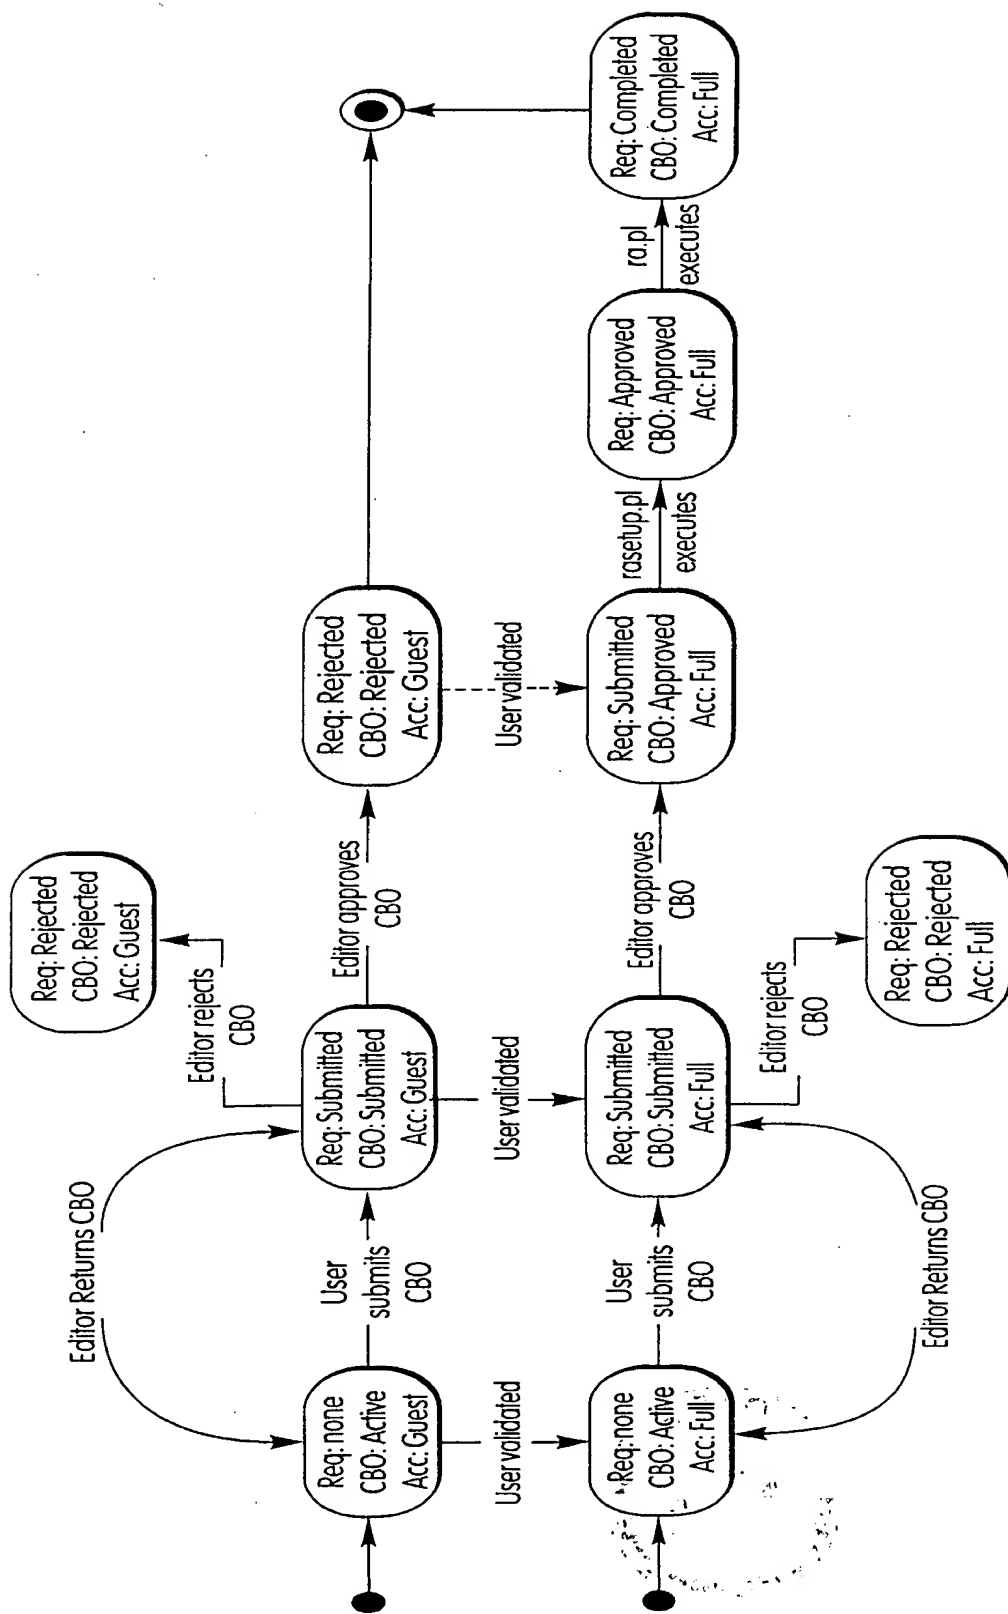 Editor Returns CBO
Editor rejects
CBO
Req: Rejected
CBO: Rejected
Acc: Guest
Req: none
CBO: Active
Acc: Guest
User
submits
CBO
Req: Submitted
CBO: Submitted
Acc: Guest
Editor approves
CBO
Req: Rejected
CBO: Rejected
Acc: Guest
User validated
User validated
User validated
Req: none
CBO: Active
Acc: Full
User
submits
CBO
Req: Submitted
CBO: Submitted
Acc: Full
Editor approves
CBO
Req: Submitted
CBO: Approved
Acc: Full
rasetup.pl
executes
Req: Approved
CBO: Approved
Acc: Full
ra.pl
executes
Req: Completed
CBO: Completed
Acc: Full
Editor Returns CBO
Editor rejects
CBO
Req: Rejected
CBO: Rejected
Acc: Full